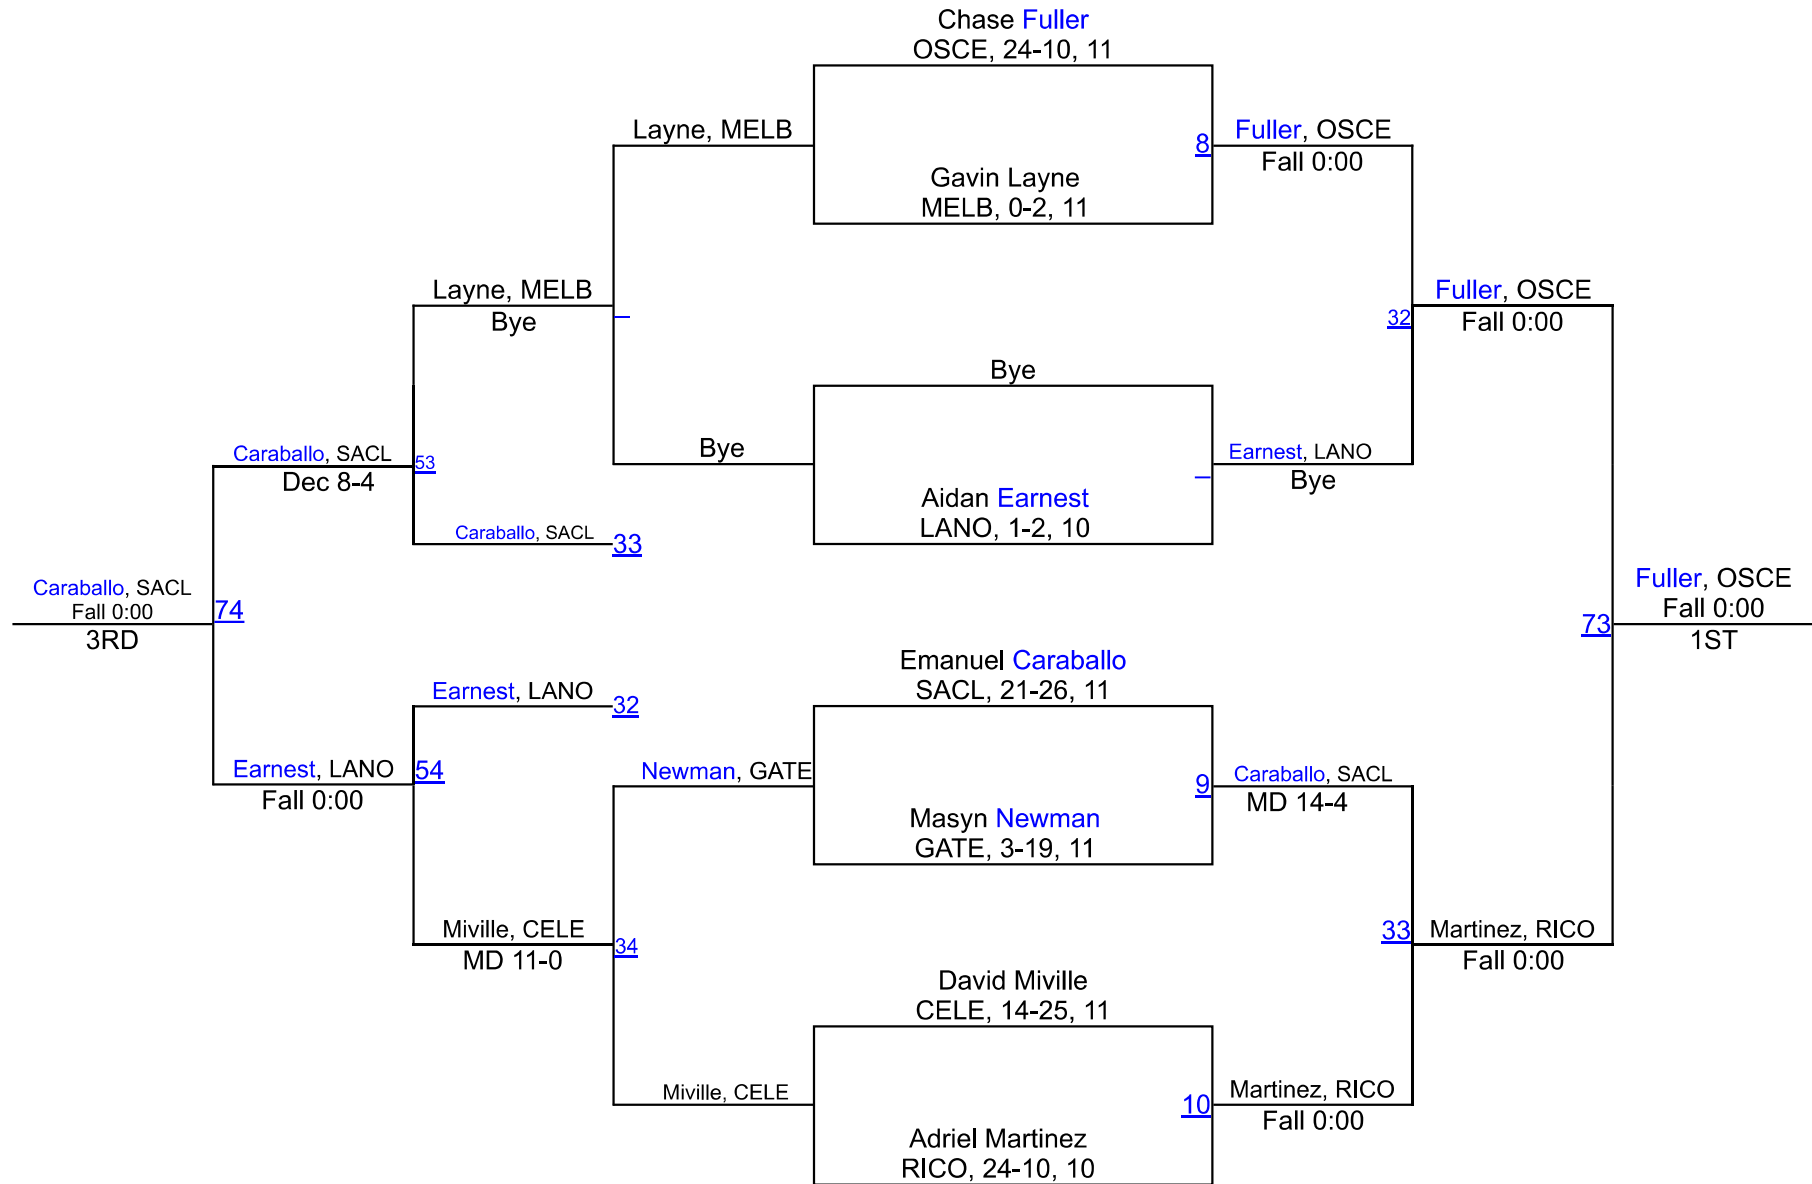 Chase Fuller
OSCE, 24-10, 11
Layne, MELB
8
Fuller, OSCE
Fall 0:00
Gavin Layne
MELB, 0-2, 11
Layne, MELB
Bye
Fuller, OSCE
32
Fall 0:00
Bye
Caraballo, SACL
53
Dec 8-4
Bye
Earnest, LANO
Bye
Aidan Earnest
LANO, 1-2, 10
Caraballo, SACL
33
Caraballo, SACL
Fall 0:00
74
3RD
Fuller, OSCE
Fall 0:00
73
1ST
Emanuel Caraballo
SACL, 21-26, 11
Earnest, LANO
32
Earnest, LANO
54
Fall 0:00
Newman, GATE
9
Caraballo, SACL
MD 14-4
Masyn Newman
GATE, 3-19, 11
Miville, CELE
34
MD 11-0
33
Martinez, RICO
Fall 0:00
David Miville
CELE, 14-25, 11
Miville, CELE
10
Martinez, RICO
Fall 0:00
Adriel Martinez
RICO, 24-10, 10